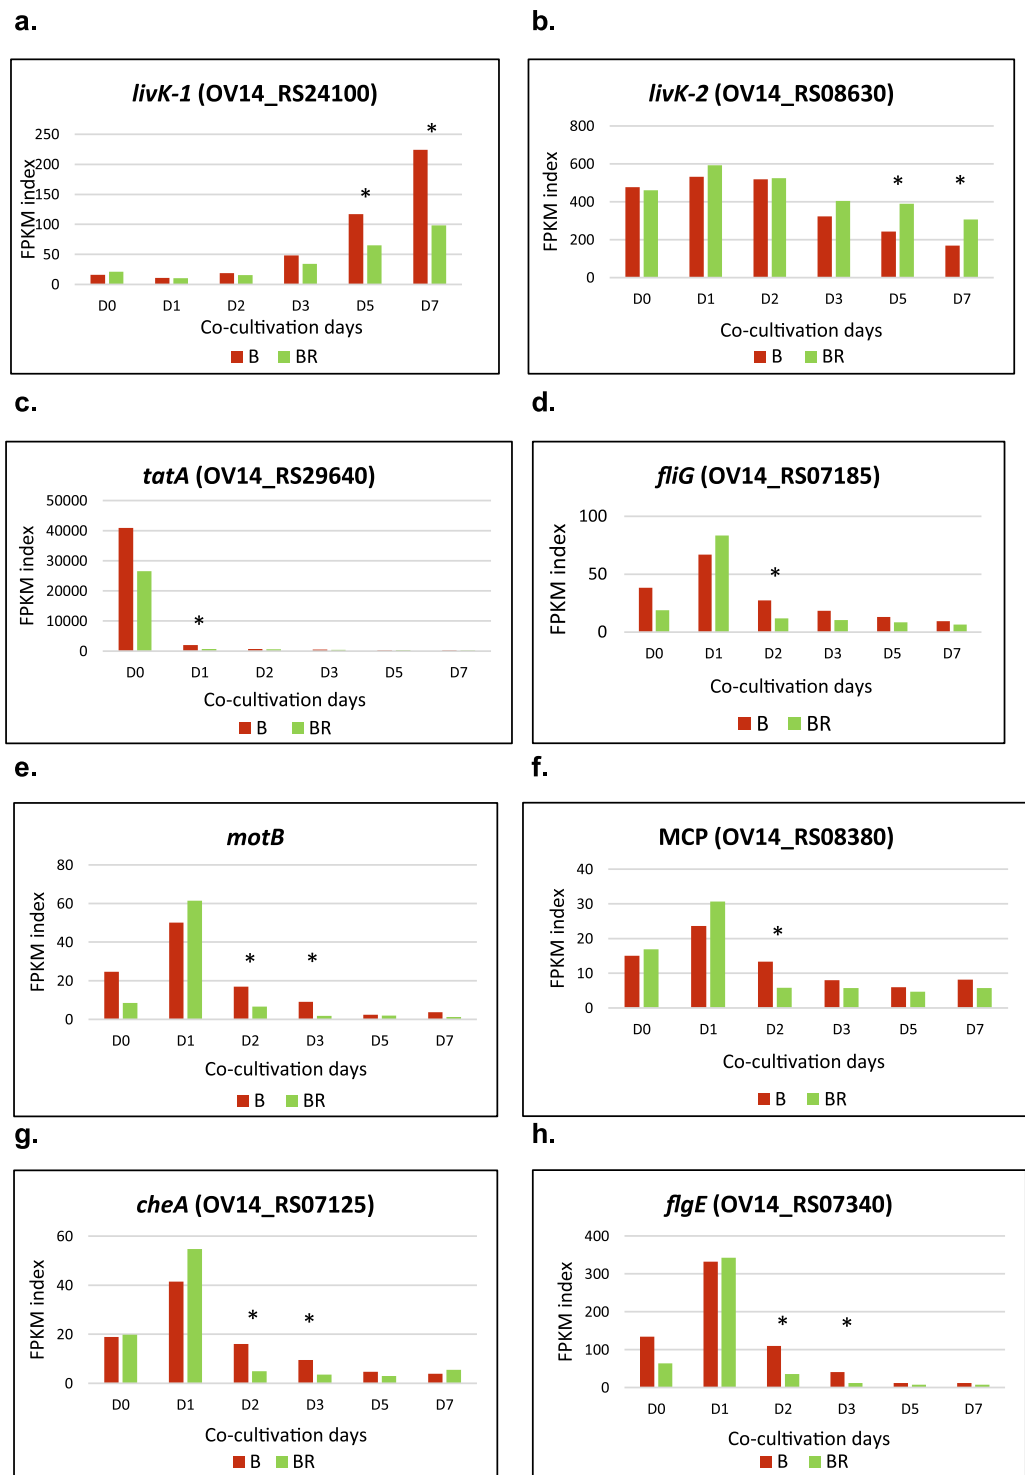 a.
livK-1 (OV14_RS24100)
FPKM index
250
200
150
100
50
0
*
*
D0 D1 D2 D3 D5 D7
Co-cultivation days
B BR
b.
livK-2 (OV14_RS08630)
FPKM index
800
600
400
200
0
* *
D0 D1 D2 D3 D5 D7
Co-cultivation days
B BR
c.
tatA (OV14_RS29640)
FPKM index
50000
40000
30000
20000
10000
0
*
D0 D1 D2 D3 D5 D7
Co-cultivation days
B BR
d.
fliG (OV14_RS07185)
FPKM index
100
50
0
*
D0 D1 D2 D3 D5 D7
Co-cultivation days
B BR
e.
motB
FPKM index
80
60
40
20
0
* *
D0 D1 D2 D3 D5 D7
Co-cultivation days
B BR
f.
MCP (OV14_RS08380)
FPKM index
40
30
20
10
0
*
D0 D1 D2 D3 D5 D7
Co-cultivation days
B BR
g.
cheA (OV14_RS07125)
FPKM index
60
40
20
0
* *
D0 D1 D2 D3 D5 D7
Co-cultivation days
B BR
h.
flgE (OV14_RS07340)
FPKM index
400
300
200
100
0
* *
D0 D1 D2 D3 D5 D7
Co-cultivation days
B BR